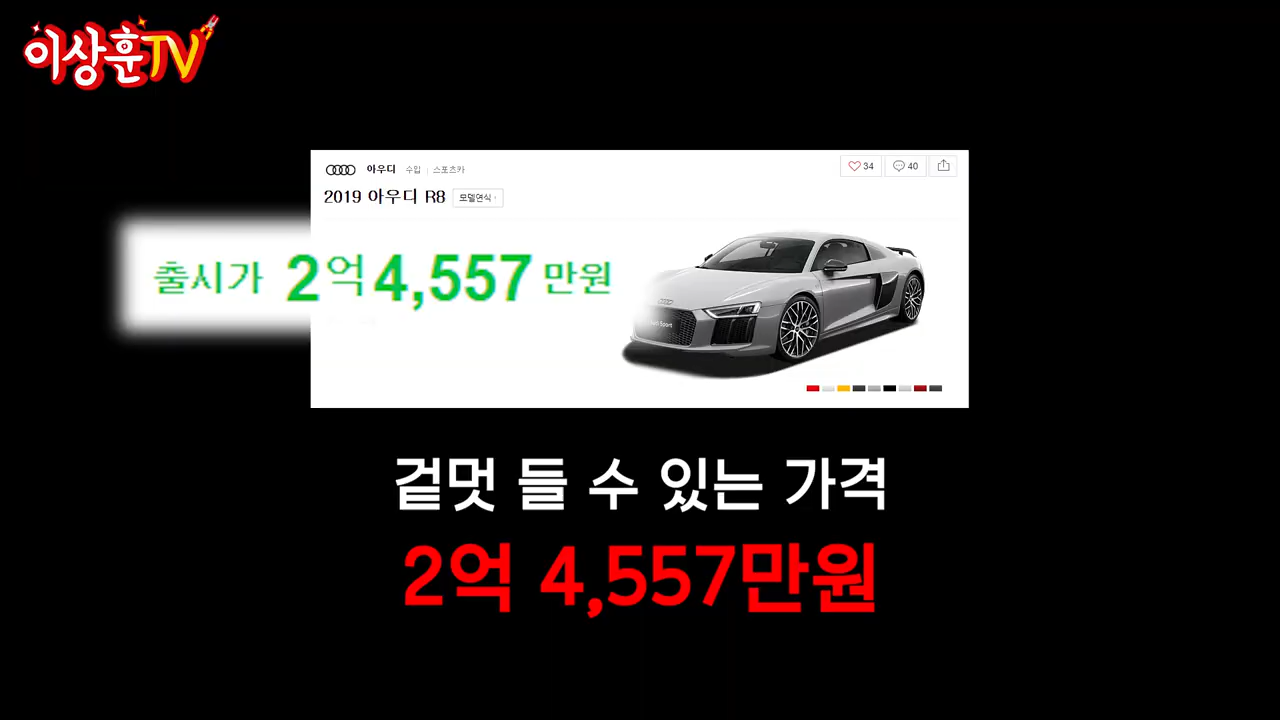 이상훈TV
아우디 수입 | 스포츠카
34 40
2019 아우디 R8 모델연식
출시가 2억 4,557 만원
Audi Sport
겉멋 들 수 있는 가격
2억 4,557만원